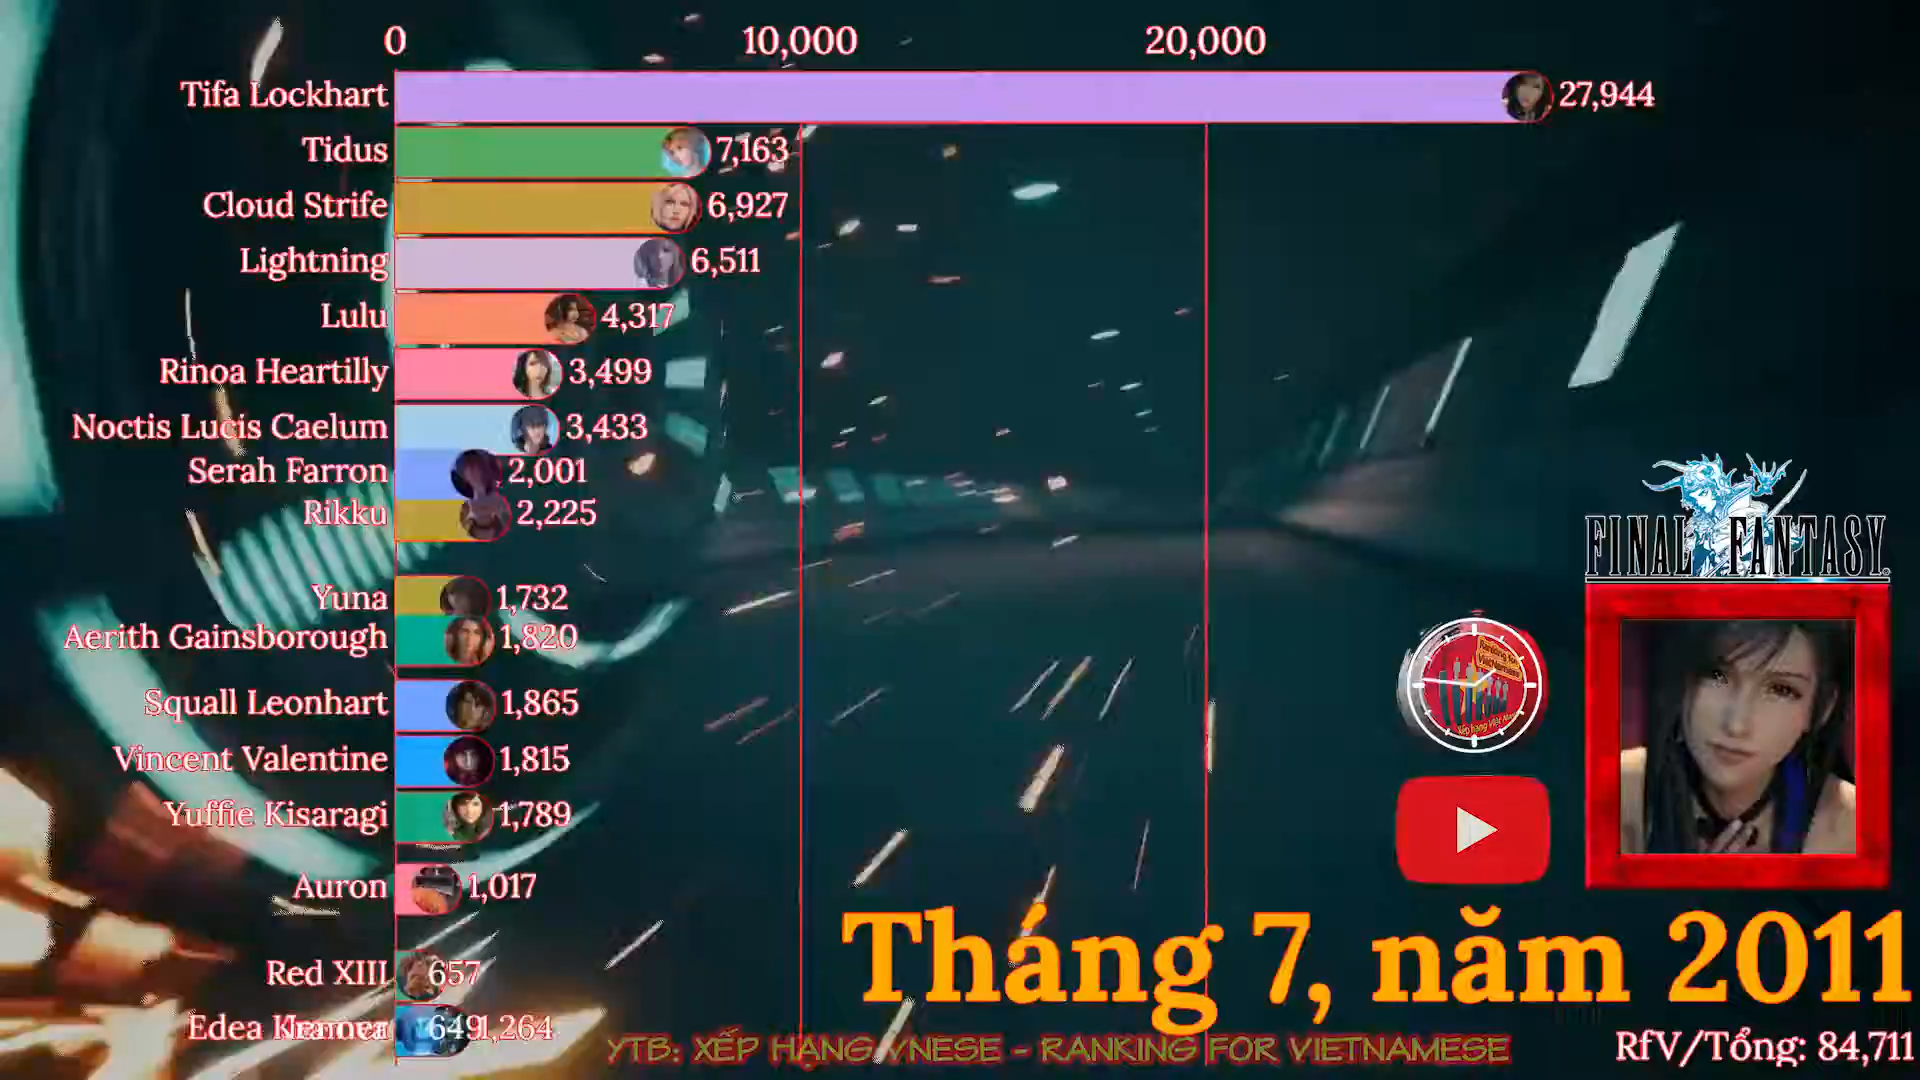 0 10,000 20,000
Tifa Lockhart 27,944
Tidus 7,163
Cloud Strife 6,927
Lightning 6,511
Lulu 4,317
Rinoa Heartilly 3,499
Noctis Lucis Caelum 3,433
Serah Farron 2,001
Rikku 2,225
Yuna 1,732
Aerith Gainsborough 1,820
Squall Leonhart 1,865
Vincent Valentine 1,815
Yuffie Kisaragi 1,789
Auron 1,017
Red XIII 657
Edea 649 1,264
FINAL FANTASY
Tháng 7, năm 2011
YTB: XẾP HẠNG VNESE - RANKING FOR VIETNAMESE
RfV/Tổng: 84,711